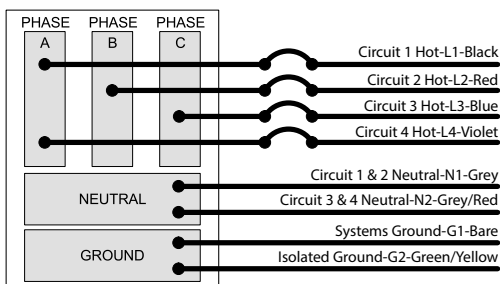 PHASE PHASE PHASE
A B C
Circuit 1 Hot-L1-Black
Circuit 2 Hot-L2-Red
Circuit 3 Hot-L3-Blue
Circuit 4 Hot-L4-Violet
Circuit 1 & 2 Neutral-N1-Grey
NEUTRAL
Circuit 3 & 4 Neutral-N2-Grey/Red
Systems Ground-G1-Bare
GROUND
Isolated Ground-G2-Green/Yellow